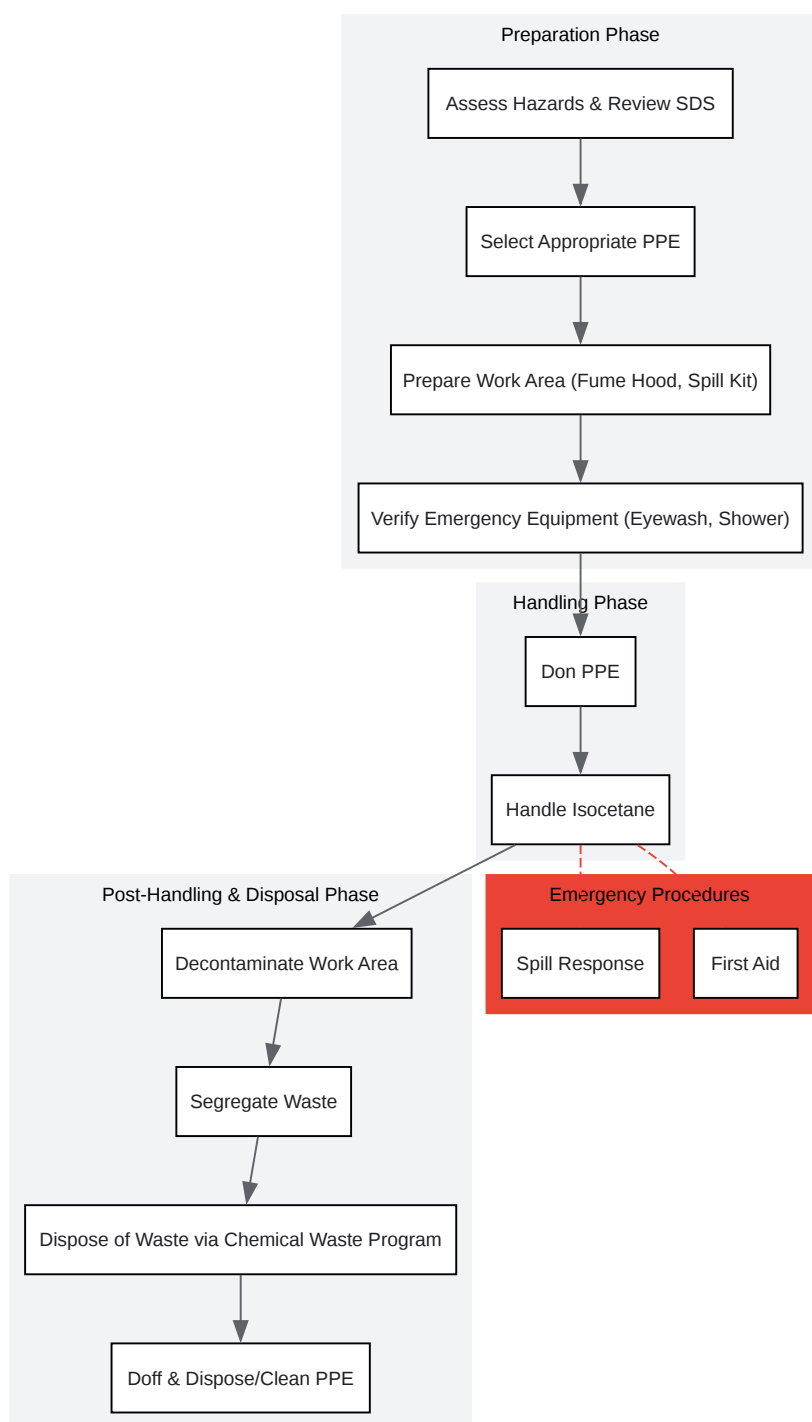 Preparation Phase
Assess Hazards & Review SDS
Select Appropriate PPE
Prepare Work Area (Fume Hood, Spill Kit)
Verify Emergency Equipment (Eyewash, Shower)
Handling Phase
Don PPE
Handle Isocetane
Post-Handling & Disposal Phase
Decontaminate Work Area
Segregate Waste
Dispose of Waste via Chemical Waste Program
Doff & Dispose/Clean PPE
Emergency Procedures
Spill Response
First Aid